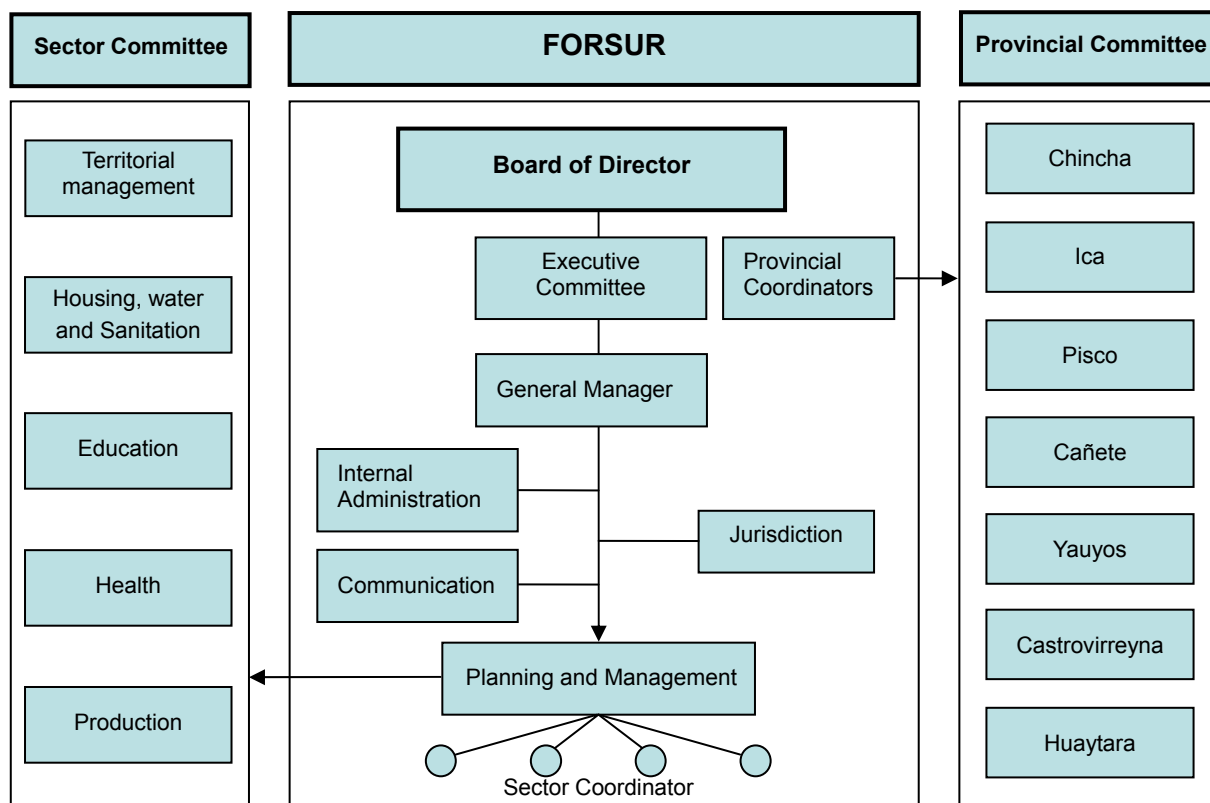 Sector Committee
FORSUR
Provincial Committee
Territorial
management
Housing, water
and Sanitation
Education
Health
Production
Board of Director
Executive
Committee
Provincial
Coordinators
General Manager
Internal
Administration
Jurisdiction
Communication
Planning and Management
Sector Coordinator
Chincha
Ica
Pisco
Cañete
Yauyos
Castrovirreyna
Huaytara